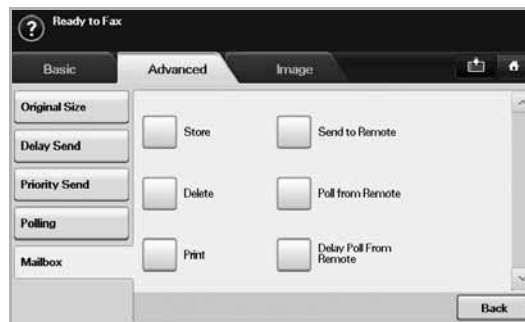 ? Ready to Fax
Basic Advanced Image
Original Size
Delay Send
Priority Send
Polling
Mailbox
Store Send to Remote
Delete Poll from Remote
Print Delay Poll From
Remote
Back